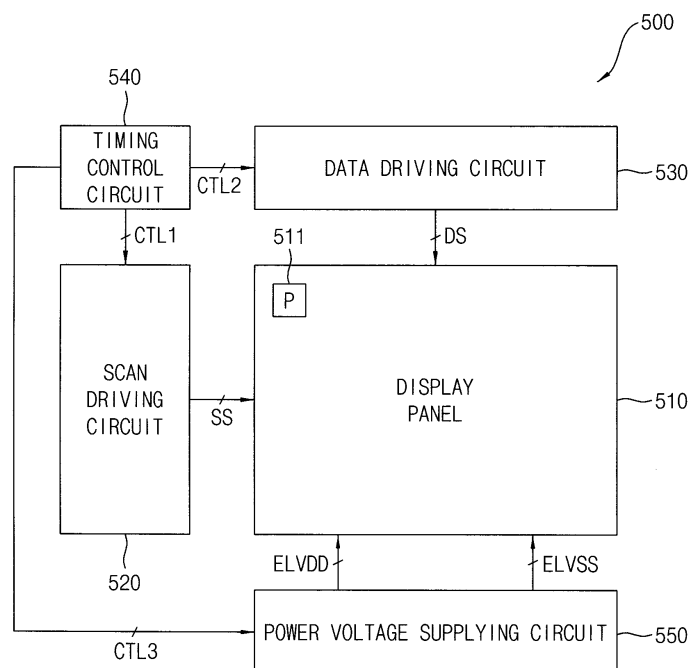 500
540
TIMING
CONTROL
CIRCUIT
CTL2
DATA DRIVING CIRCUIT
530
CTL1
511
DS
P
SCAN
DRIVING
CIRCUIT
SS
DISPLAY
PANEL
510
520
ELVDD
ELVSS
CTL3
POWER VOLTAGE SUPPLYING CIRCUIT
550